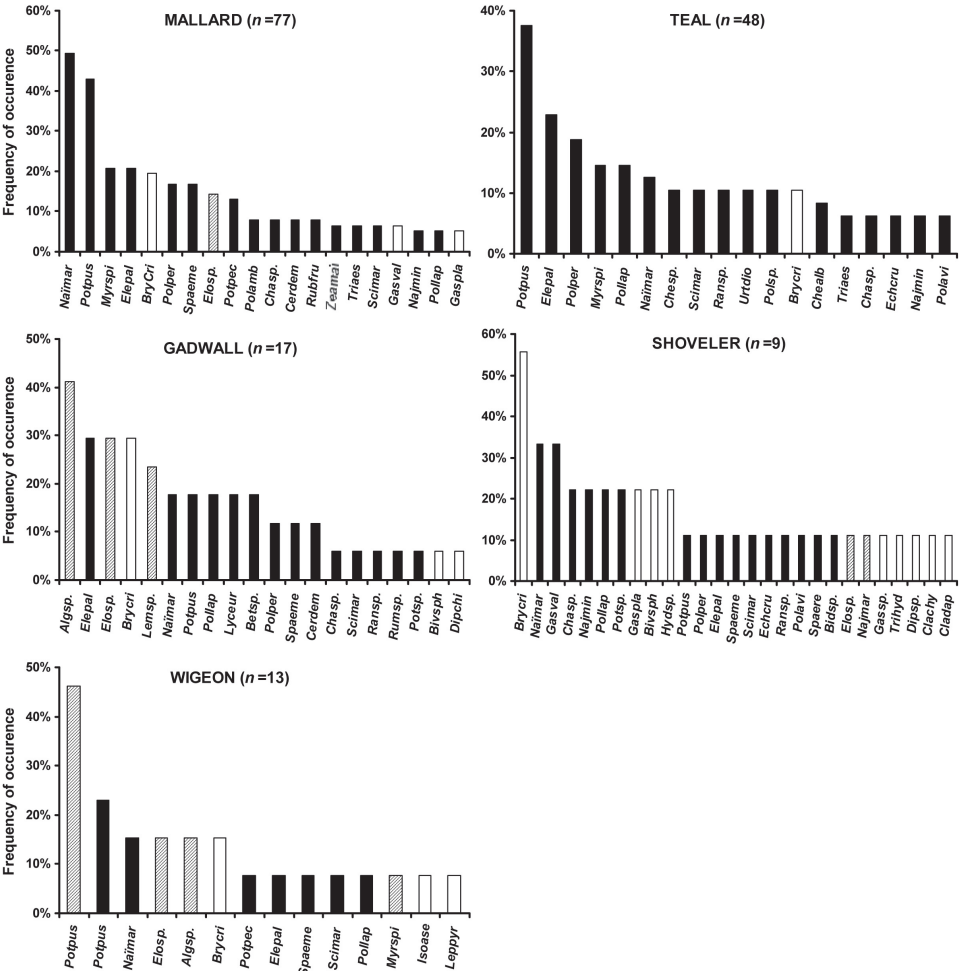 MALLARD (n=77)
Frequency of occurence
60%
50%
40%
30%
20%
10%
0%
Naïmar
Potpus
Myrspi
Elepal
BryCri
Polper
Spaeme
Elosp.
Potpec
Polamb
Chasp.
Cerdem
Rubfru
Zeamai
Triaes
Scimar
Gasval
Najmin
Pollap
Gaspla
TEAL (n=48)
40%
30%
20%
10%
0%
Potpus
Elepal
Polper
Myrspi
Pollap
Naïmar
Chesp.
Scimar
Ransp.
Urtdio
Polsp.
Brycri
Chealb
Triaes
Chasp.
Echcru
Najmin
Polavi
GADWALL (n=17)
Frequency of occurence
50%
40%
30%
20%
10%
0%
Algsp.
Elepal
Elosp.
Brycri
Lemsp.
Naïmar
Potpus
Pollap
Lyceur
Betsp.
Polper
Spaeme
Cerdem
Chasp.
Scimar
Ransp.
Rumsp.
Potsp.
Bivsph
Dipchi
SHOVELER (n=9)
60%
50%
40%
30%
20%
10%
0%
Brycri
Naïmar
Gasval
Chasp.
Najmin
Pollap
Potsp.
Gaspla
Bivsph
Hydsp.
Potpus
Polper
Elepal
Spaeme
Scimar
Echcru
Ransp.
Polavi
Spaere
Bidsp.
Elosp.
Najmar
Gassp.
Trihyd
Dipsp.
Clachy
Cladap
WIGEON (n=13)
Frequency of occurence
50%
40%
30%
20%
10%
0%
Potpus
Potpus
Naïmar
Elosp.
Algsp.
Brycri
Potpec
Elepal
Spaeme
Scimar
Pollap
Myrspi
Isoase
Leppyr